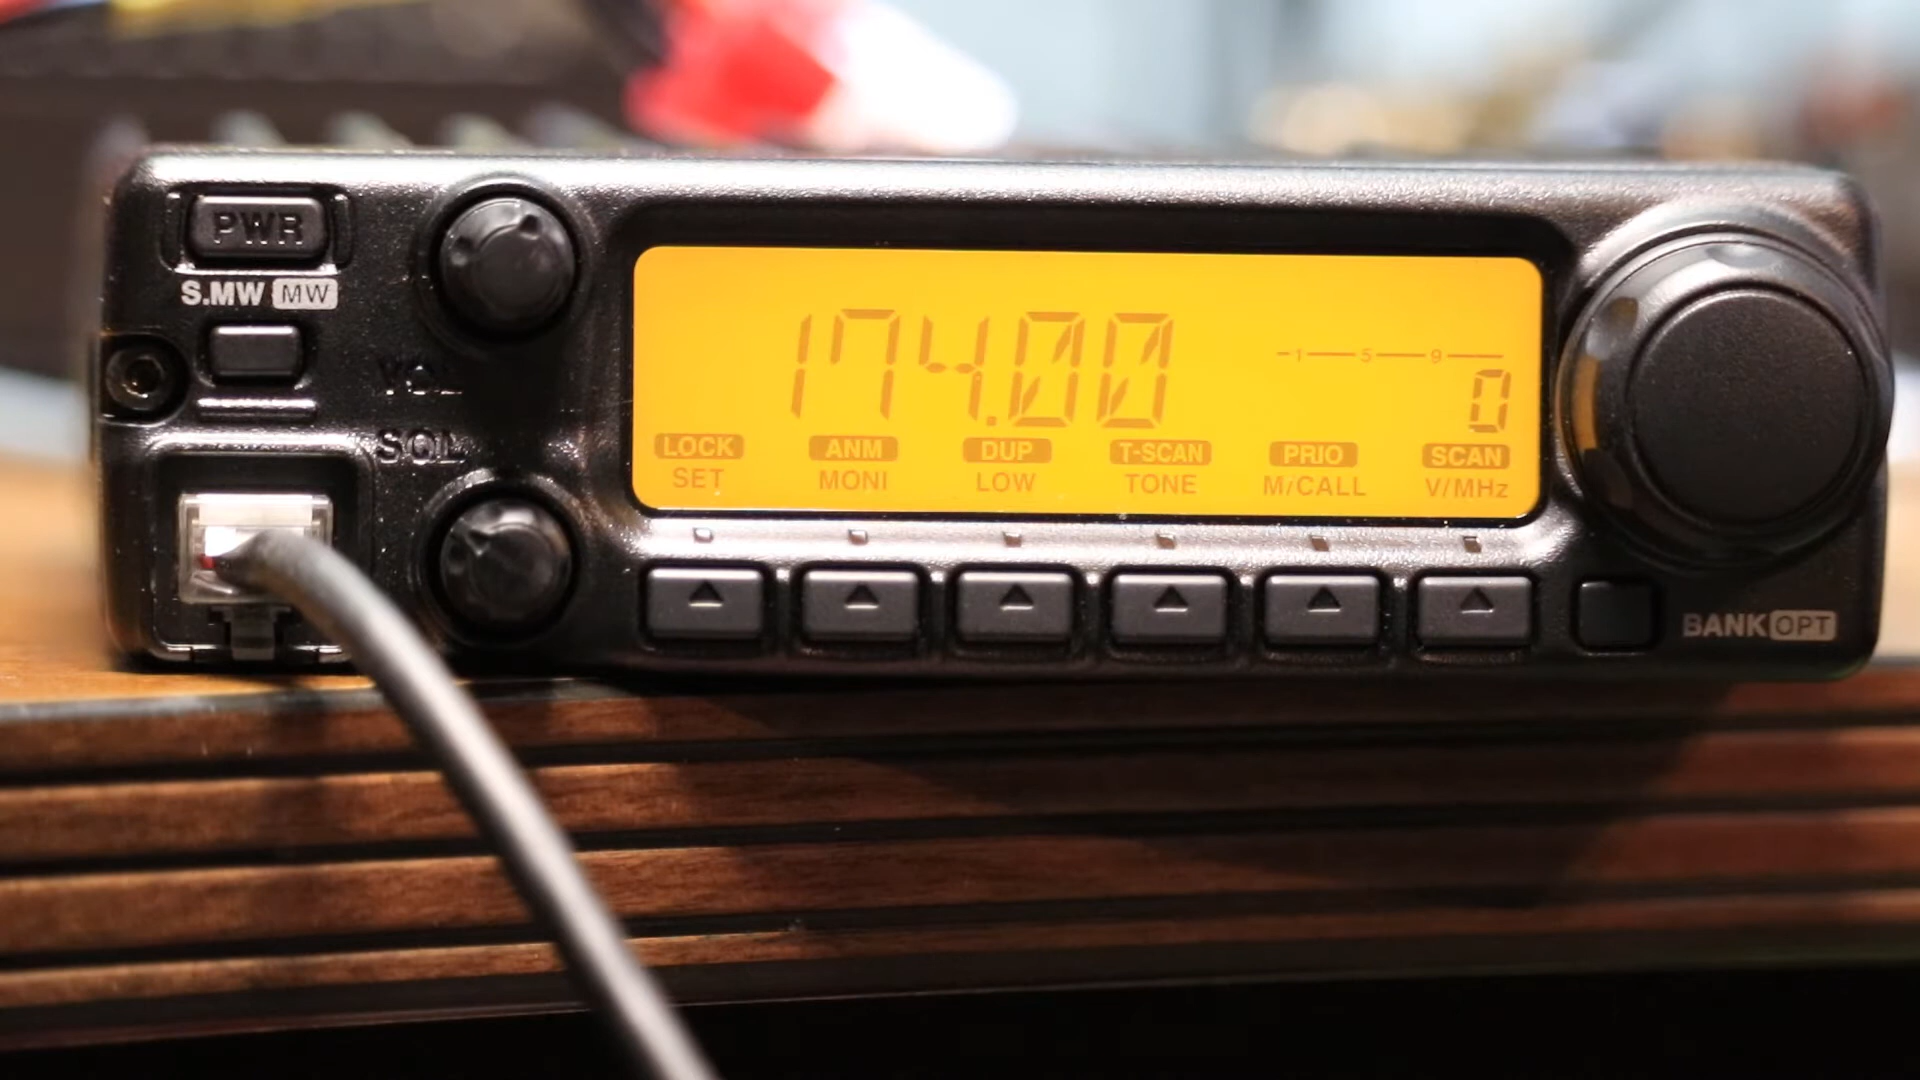 PWR
S.MW MW
VOL
SQL
174.00
-1-5-9-
0
LOCK ANM DUP T-SCAN PRIO SCAN
SET MONI LOW TONE M/CALL V/MHz
BANK OPT